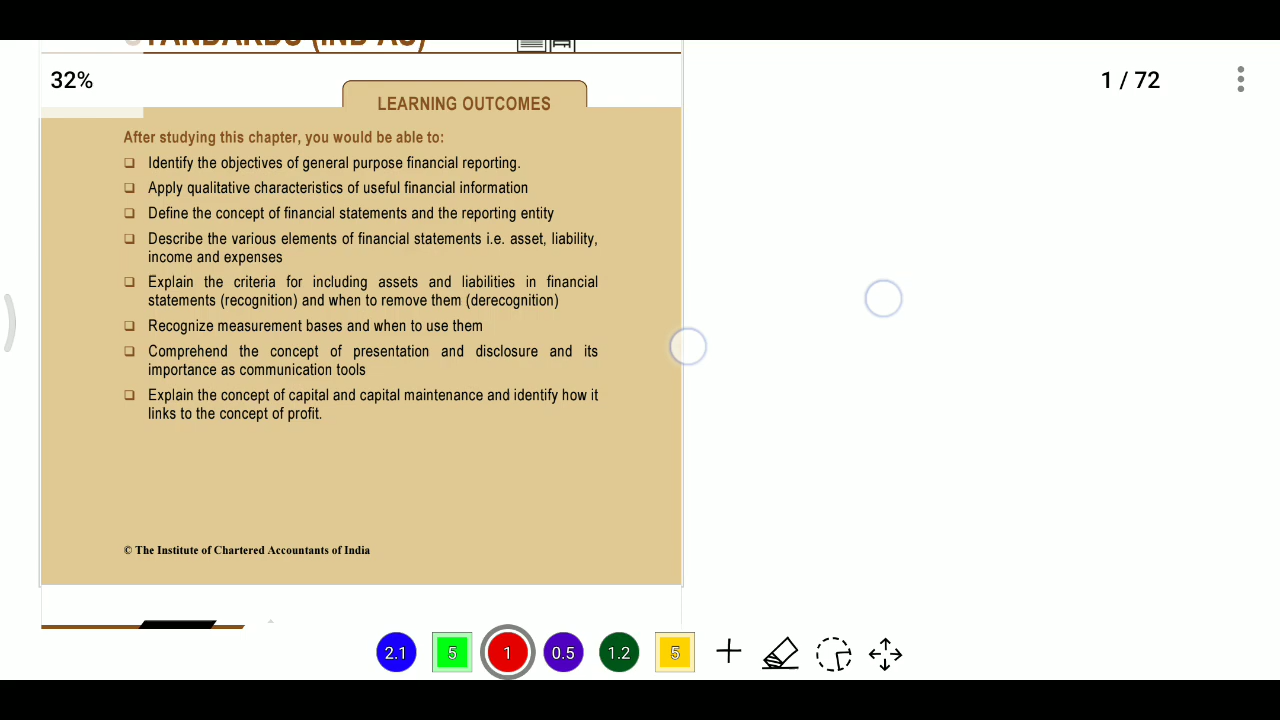 STANDARDS (IND AS)
32%
1 / 72
LEARNING OUTCOMES
After studying this chapter, you would be able to:
❑ Identify the objectives of general purpose financial reporting.
❑ Apply qualitative characteristics of useful financial information
❑ Define the concept of financial statements and the reporting entity
❑ Describe the various elements of financial statements i.e. asset, liability,
income and expenses
❑ Explain the criteria for including assets and liabilities in financial
statements (recognition) and when to remove them (derecognition)
❑ Recognize measurement bases and when to use them
❑ Comprehend the concept of presentation and disclosure and its
importance as communication tools
❑ Explain the concept of capital and capital maintenance and identify how it
links to the concept of profit.
© The Institute of Chartered Accountants of India
2.1 5 1 0.5 1.2 5